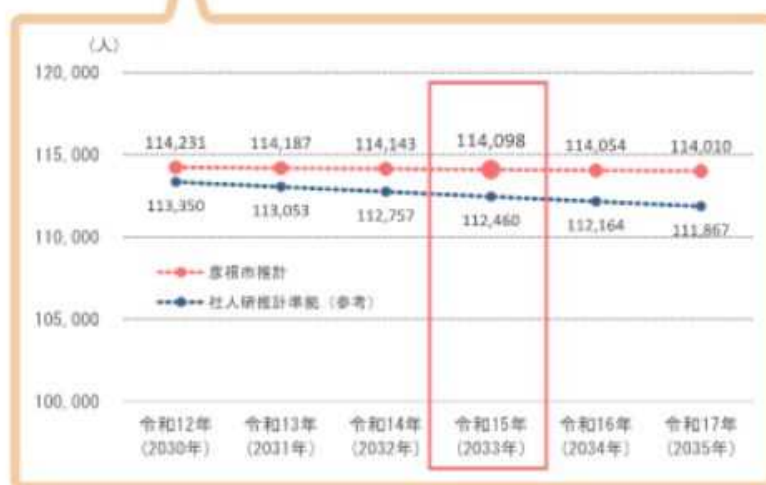 （人）
120,000
114,231 114,187 114,143 114,098 114,054 114,010
115,000
113,350 113,053 112,757 112,460 112,164 111,867
110,000
彦根市推計
社人研推計準拠（参考）
105,000
100,000
令和12年 令和13年 令和14年 令和15年 令和16年 令和17年
（2030年） （2031年） （2032年） （2033年） （2034年） （2035年）